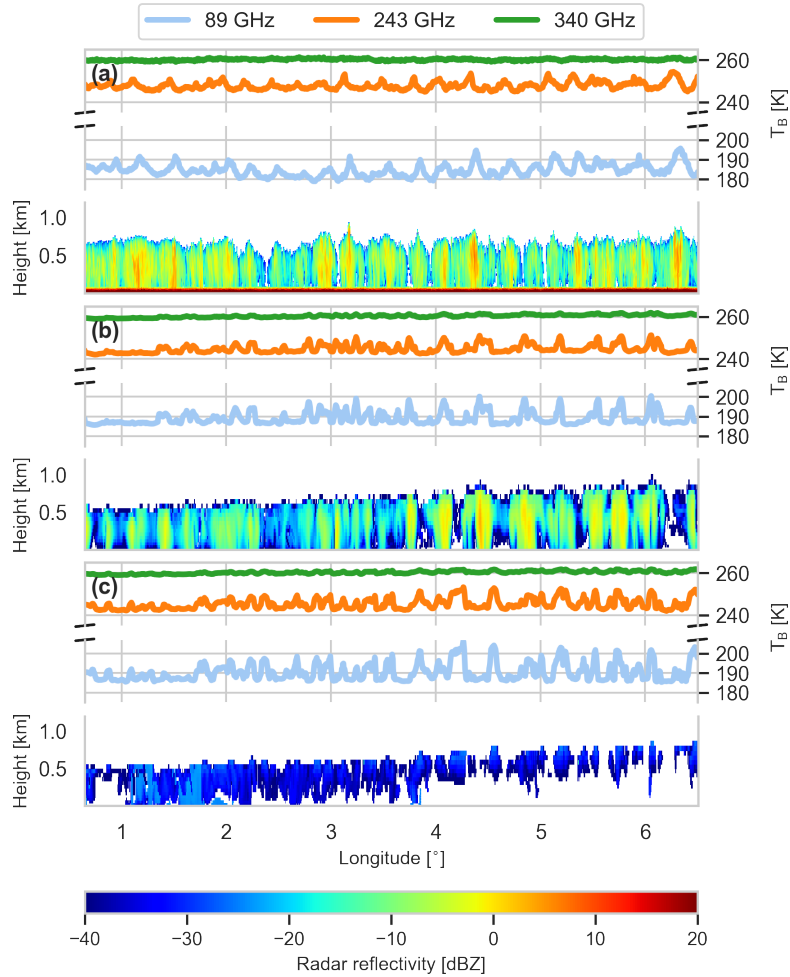 89 GHz 243 GHz 340 GHz
(a)
260
240
T_B [K]
200
190
180
1.0
0.5
Height [km]
(b)
260
240
T_B [K]
200
190
180
1.0
0.5
Height [km]
(c)
260
240
T_B [K]
200
190
180
1.0
0.5
Height [km]
1 2 3 4 5 6
Longitude [°]
−40 −30 −20 −10 0 10 20
Radar reflectivity [dBZ]